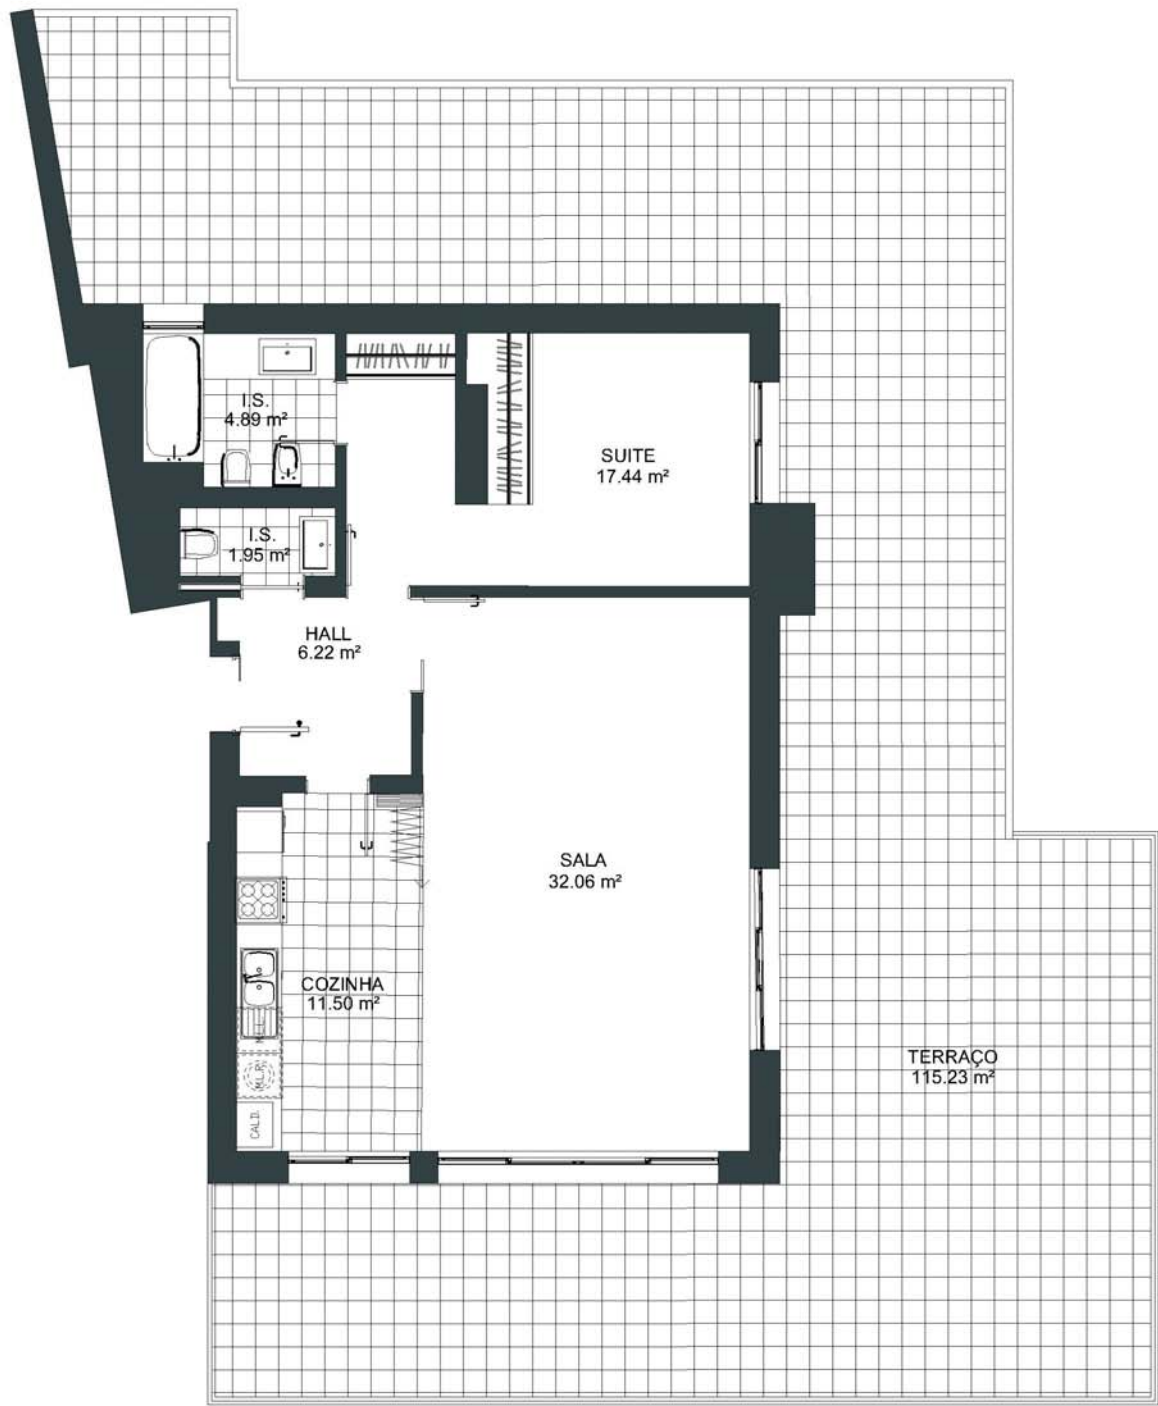 I.S.
4.89 m²
SUITE
17.44 m²
I.S.
1.95 m²
HALL
6.22 m²
SALA
32.06 m²
COZINHA
11.50 m²
TERRAÇO
115.23 m²
M.L.R.
CALD.